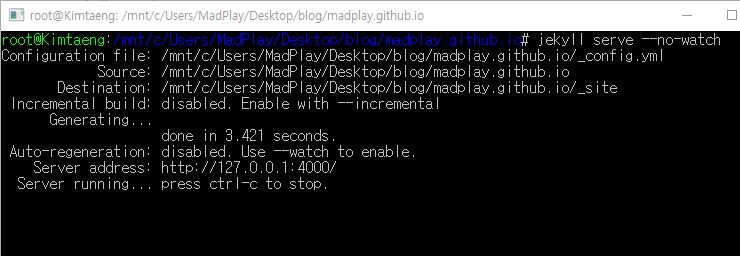 root@Kimtaeng: /mnt/c/Users/MadPlay/Desktop/blog/madplay.github.io
root@Kimtaeng:/mnt/c/Users/MadPlay/Desktop/blog/madplay.github.io# jekyll serve --no-watch
Configuration file: /mnt/c/Users/MadPlay/Desktop/blog/madplay.github.io/_config.yml
Source: /mnt/c/Users/MadPlay/Desktop/blog/madplay.github.io
Destination: /mnt/c/Users/MadPlay/Desktop/blog/madplay.github.io/_site
Incremental build: disabled. Enable with --incremental
Generating...
done in 3.421 seconds.
Auto-regeneration: disabled. Use --watch to enable.
Server address: http://127.0.0.1:4000/
Server running... press ctrl-c to stop.